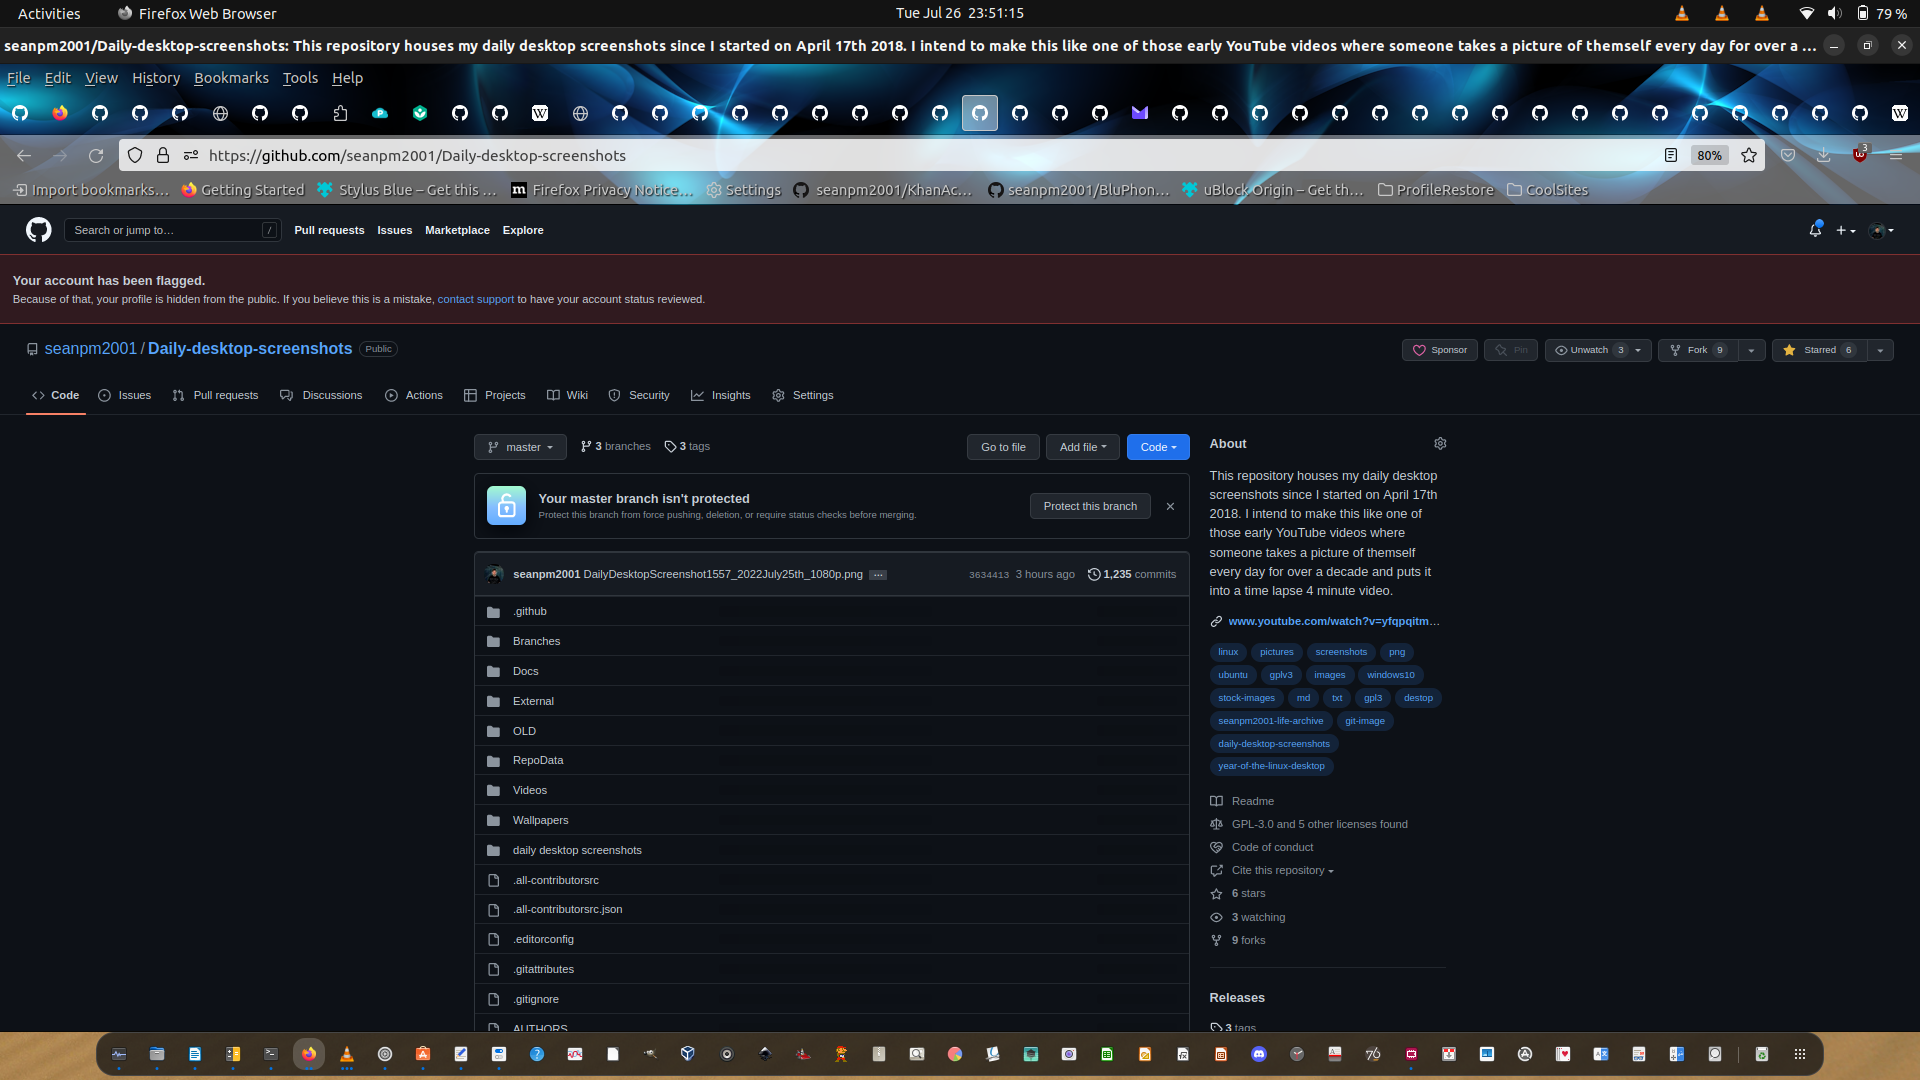 Activities
Firefox Web Browser
Tue Jul 26  23:51:15
79 %
seanpm2001/Daily-desktop-screenshots: This repository houses my daily desktop screenshots since I started on April 17th 2018. I intend to make this like one of those early YouTube videos where someone takes a picture of themself every day for over a ...
File Edit View History Bookmarks Tools Help
https://github.com/seanpm2001/Daily-desktop-screenshots
80%
3
Import bookmarks...
Getting Started
Stylus Blue – Get this ...
Firefox Privacy Notice...
Settings
seanpm2001/KhanAc...
seanpm2001/BluPhon...
uBlock Origin – Get th...
ProfileRestore
CoolSites
Search or jump to...
/
Pull requests Issues Marketplace Explore
Your account has been flagged.
Because of that, your profile is hidden from the public. If you believe this is a mistake, contact support to have your account status reviewed.
seanpm2001 / Daily-desktop-screenshots Public
Sponsor
Pin
Unwatch 3
Fork 9
Starred 6
Code
Issues
Pull requests
Discussions
Actions
Projects
Wiki
Security
Insights
Settings
master
3 branches
3 tags
Go to file
Add file
Code
Your master branch isn't protected
Protect this branch from force pushing, deletion, or require status checks before merging.
Protect this branch
seanpm2001 DailyDesktopScreenshot1557_2022July25th_1080p.png ...
3634413 3 hours ago
1,235 commits
.github
Branches
Docs
External
OLD
RepoData
Videos
Wallpapers
daily desktop screenshots
.all-contributorsrc
.all-contributorsrc.json
.editorconfig
.gitattributes
.gitignore
AUTHORS
About
This repository houses my daily desktop
screenshots since I started on April 17th
2018. I intend to make this like one of
those early YouTube videos where
someone takes a picture of themself
every day for over a decade and puts it
into a time lapse 4 minute video.
www.youtube.com/watch?v=yfqpqitm...
linux pictures screenshots png
ubuntu gplv3 images windows10
stock-images md txt gpl3 destop
seanpm2001-life-archive git-image
daily-desktop-screenshots
year-of-the-linux-desktop
Readme
GPL-3.0 and 5 other licenses found
Code of conduct
Cite this repository
6 stars
3 watching
9 forks
Releases
3 tags